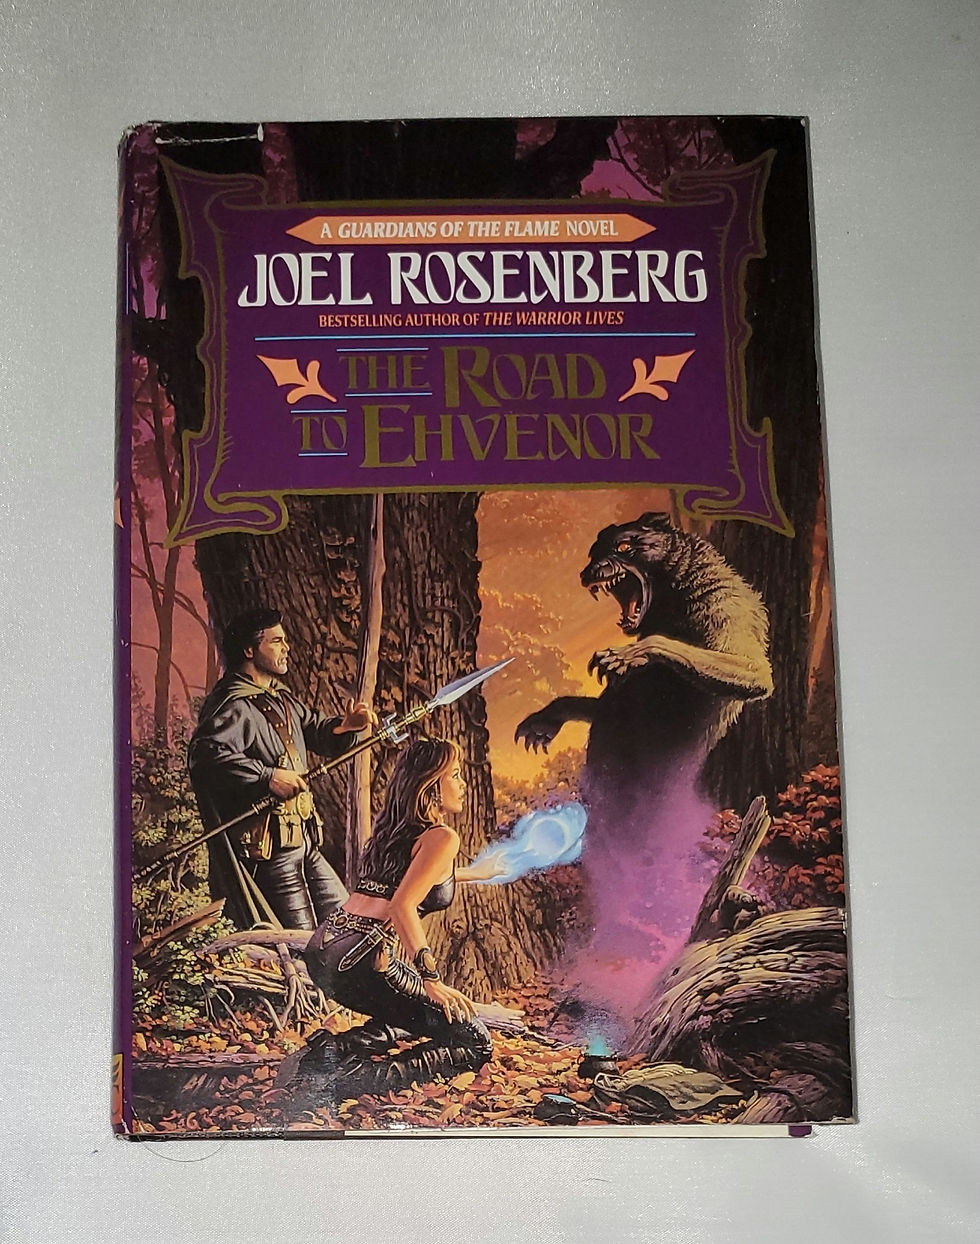 A GUARDIANS OF THE FLAME NOVEL
JOEL ROSENBERG
BESTSELLING AUTHOR OF THE WARRIOR LIVES
THE ROAD
TO EHVENOR